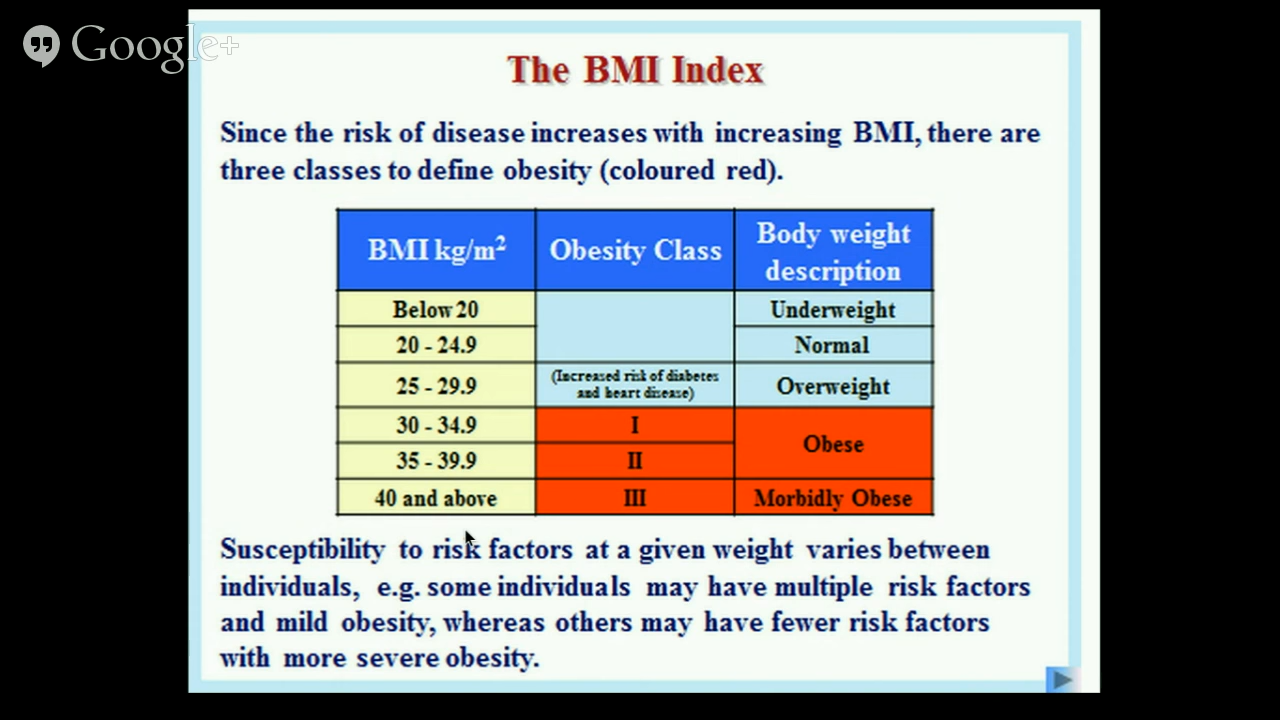 Google+
The BMI Index
Since the risk of disease increases with increasing BMI, there are
three classes to define obesity (coloured red).
BMI kg/m² Obesity Class Body weight
description
Below 20 Underweight
20 - 24.9 Normal
25 - 29.9 (Increased risk of diabetes
and heart disease) Overweight
30 - 34.9 I
Obese
35 - 39.9 II
40 and above III Morbidly Obese
Susceptibility to risk factors at a given weight varies between
individuals, e.g. some individuals may have multiple risk factors
and mild obesity, whereas others may have fewer risk factors
with more severe obesity.